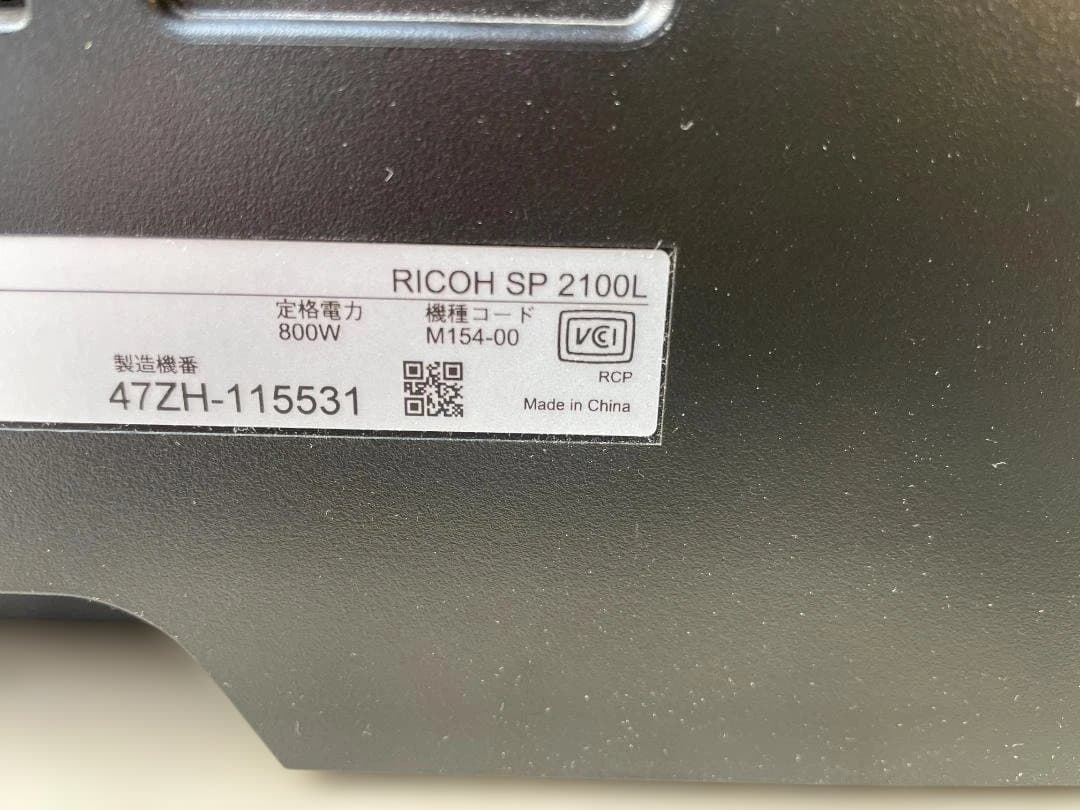 RICOH SP 2100L
定格電力
800W
機種コード
M154-00
VCI
RCP
製造機番
47ZH-115531
Made in China